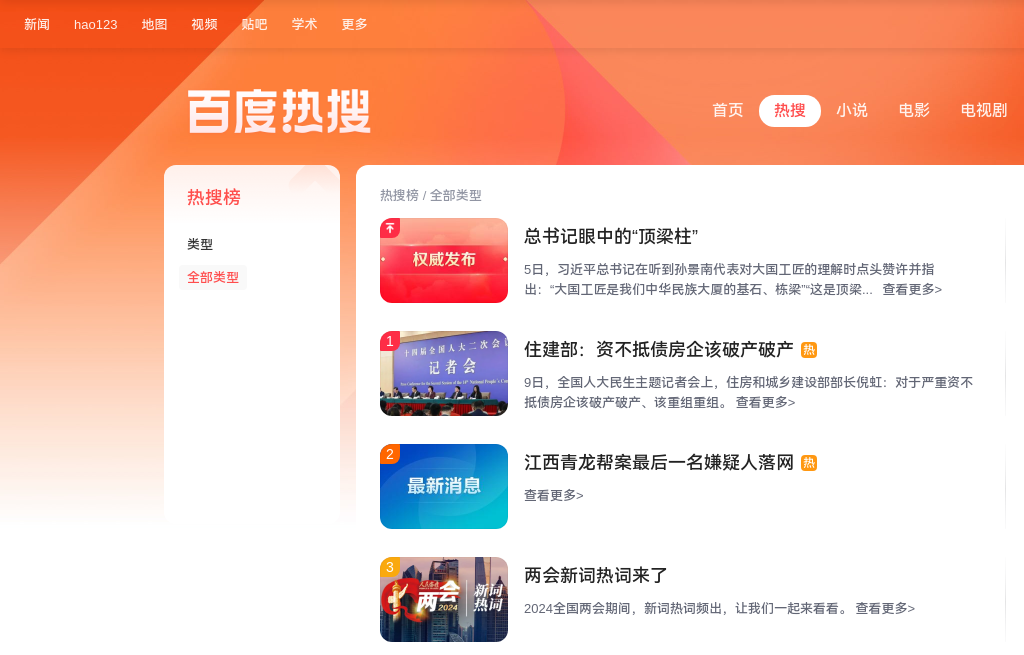 新闻 hao123 地图 视频 贴吧 学术 更多
百度热搜
首页 热搜 小说 电影 电视剧
热搜榜
类型
全部类型
热搜榜 / 全部类型
权威发布
总书记眼中的“顶梁柱”
5日，习近平总书记在听到孙景南代表对大国工匠的理解时点头赞许并指
出：“大国工匠是我们中华民族大厦的基石、栋梁”“这是顶梁... 查看更多>
1
十四届全国人大二次会议
记者会
住建部：资不抵债房企该破产破产 热
9日，全国人大民生主题记者会上，住房和城乡建设部部长倪虹：对于严重资不
抵债房企该破产破产、该重组重组。 查看更多>
2
最新消息
江西青龙帮案最后一名嫌疑人落网 热
查看更多>
3
两会
2024
新词
热词
两会新词热词来了
2024全国两会期间，新词热词频出，让我们一起来看看。 查看更多>